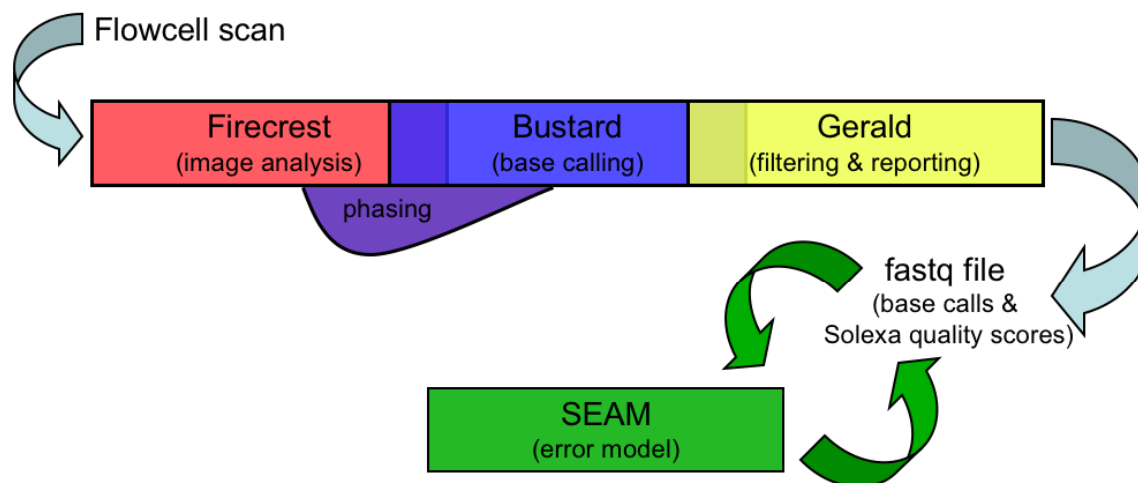 Flowcell scan
Firecrest
(image analysis)
Bustard
(base calling)
Gerald
(filtering & reporting)
phasing
fastq file
(base calls &
Solexa quality scores)
SEAM
(error model)